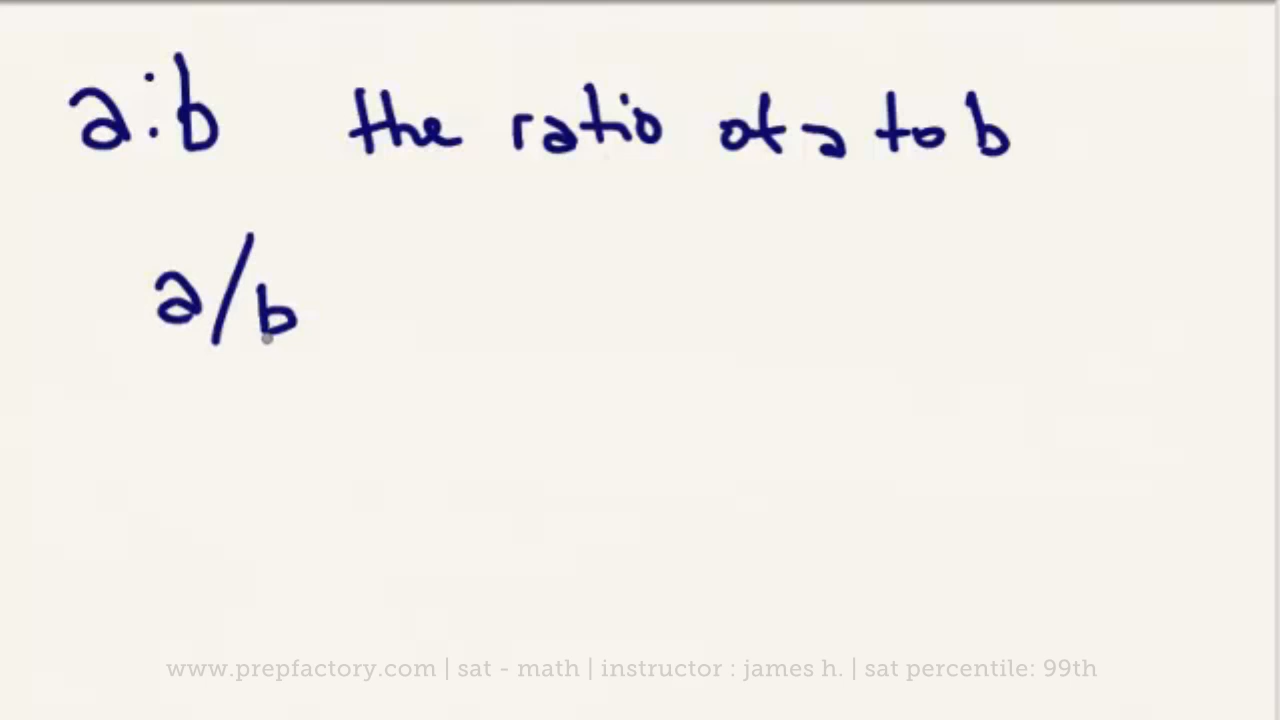 a:b the ratio of a to b
a/b
www.prepfactory.com | sat - math | instructor : james h. | sat percentile: 99th